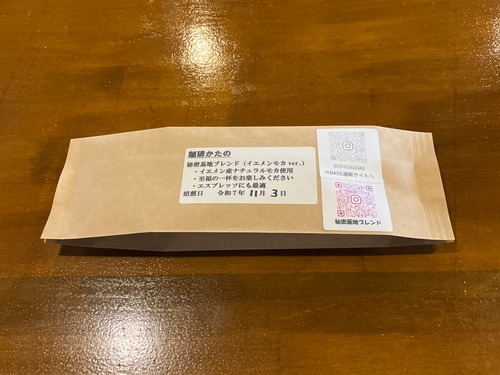 珈琲かたの
秘密基地ブレンド（イエメンモカ ver.）
・イエメン産ナチュラルモカ使用
・至福の一杯をお楽しみください
・エスプレッソにも最適
焙煎日 令和7年 11月 3日
@COFFEEKATANO
⇒BASE通販サイトへ
秘密基地ブレンド